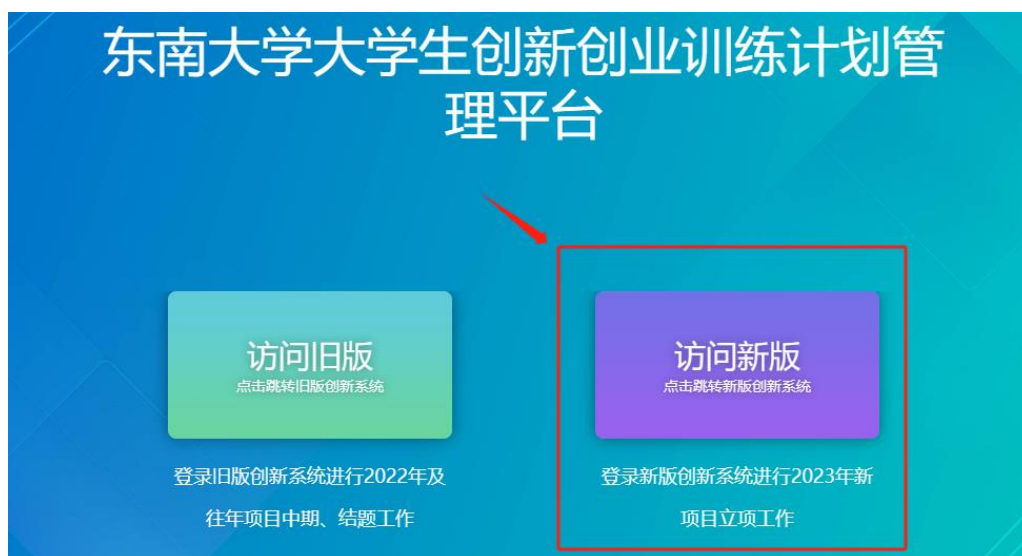 东南大学大学生创新创业训练计划管
理平台
访问旧版
点击跳转旧版创新系统
登录旧版创新系统进行2022年及
往年项目中期、结题工作
访问新版
点击跳转新版创新系统
登录新版创新系统进行2023年新
项目立项工作